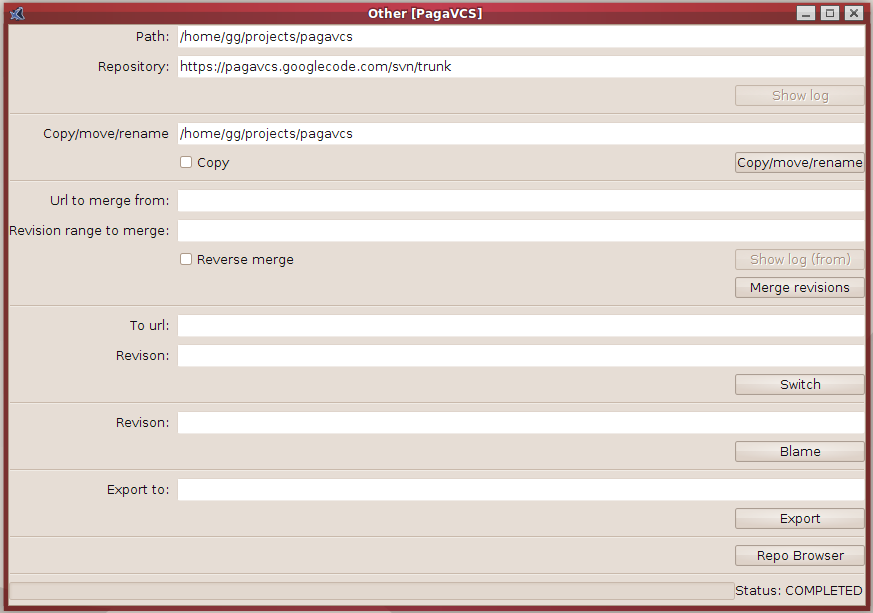 Other [PagaVCS]
Path: /home/gg/projects/pagavcs
Repository: https://pagavcs.googlecode.com/svn/trunk
Show log
Copy/move/rename /home/gg/projects/pagavcs
Copy Copy/move/rename
Url to merge from:
Revision range to merge:
Reverse merge Show log (from)
Merge revisions
To url:
Revison:
Switch
Revison:
Blame
Export to:
Export
Repo Browser
Status: COMPLETED